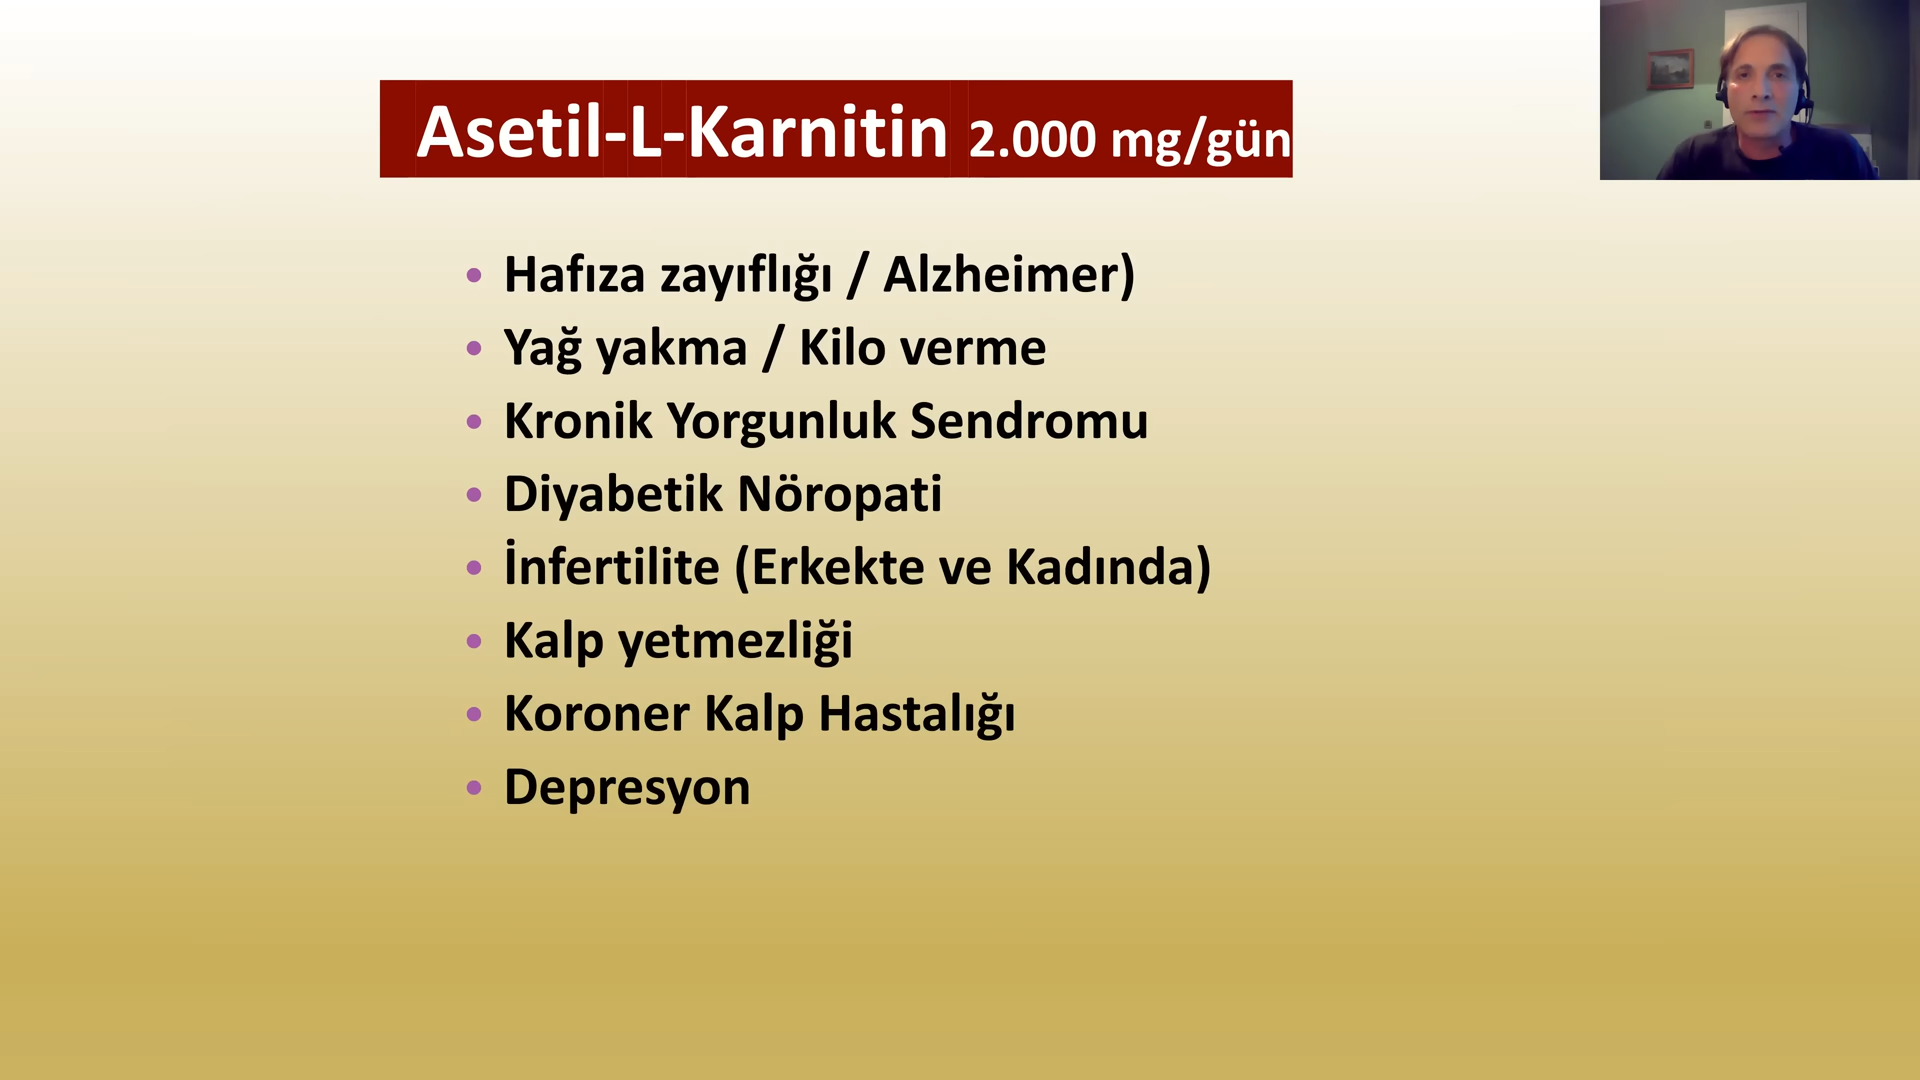 Asetil-L-Karnitin 2.000 mg/gün
• Hafıza zayıflığı / Alzheimer)
• Yağ yakma / Kilo verme
• Kronik Yorgunluk Sendromu
• Diyabetik Nöropati
• İnfertilite (Erkekte ve Kadında)
• Kalp yetmezliği
• Koroner Kalp Hastalığı
• Depresyon